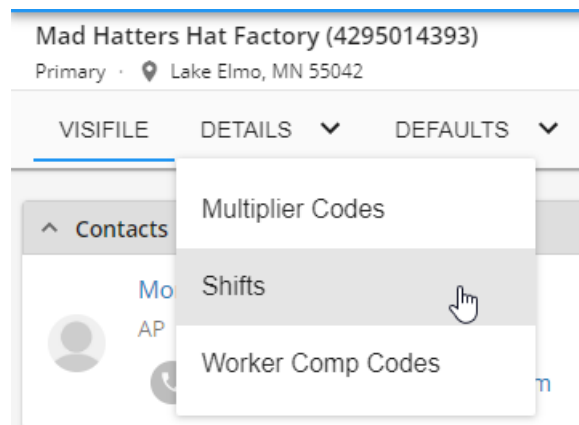 Mad Hatters Hat Factory (4295014393)
Primary · Lake Elmo, MN 55042
VISIFILE DETAILS DEFAULTS
Multiplier Codes
Contacts
Shifts
AP
Worker Comp Codes